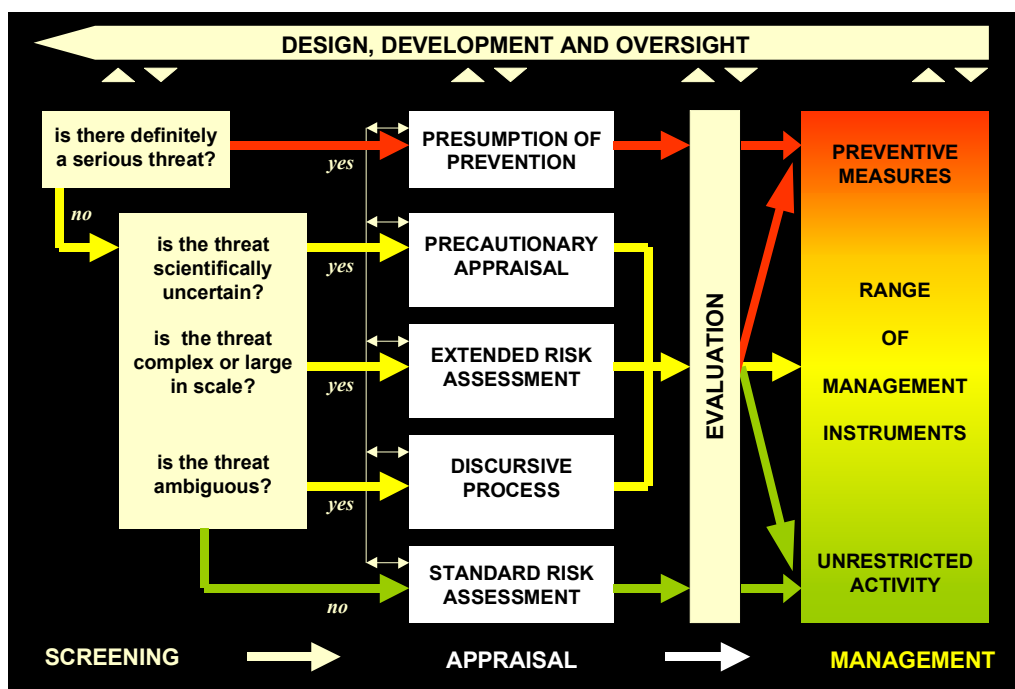 DESIGN, DEVELOPMENT AND OVERSIGHT
is there definitely
a serious threat?
yes
no
PRESUMPTION OF
PREVENTION
PREVENTIVE
MEASURES
is the threat
scientifically
uncertain?
yes
PRECAUTIONARY
APPRAISAL
is the threat
complex or large
in scale?
yes
EXTENDED RISK
ASSESSMENT
is the threat
ambiguous?
yes
DISCURSIVE
PROCESS
no
STANDARD RISK
ASSESSMENT
EVALUATION
RANGE
OF
MANAGEMENT
INSTRUMENTS
UNRESTRICTED
ACTIVITY
SCREENING
APPRAISAL
MANAGEMENT